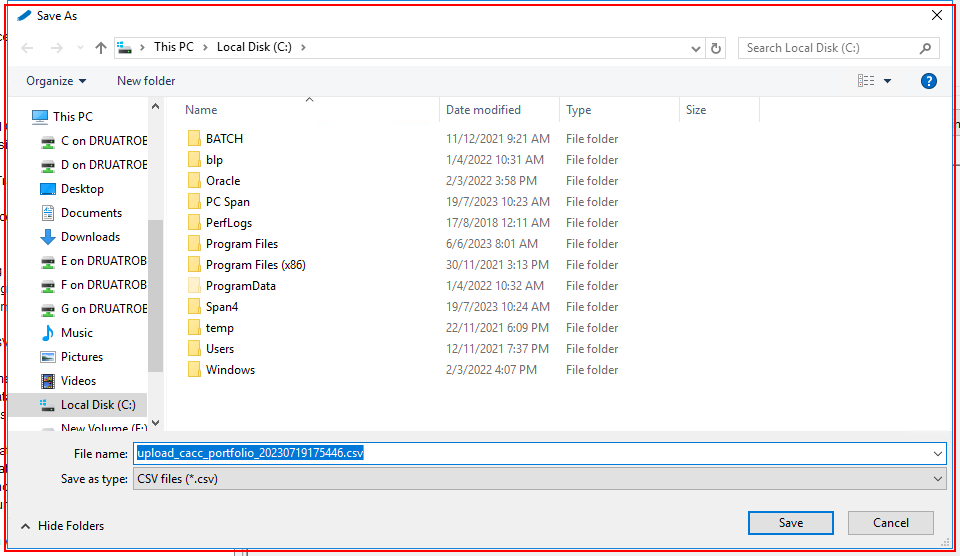 Save As
This PC > Local Disk (C:) >
Search Local Disk (C:)
Organize
New folder
Name Date modified Type Size
This PC
C on DRUATROB
D on DRUATROB
Desktop
Documents
Downloads
E on DRUATROB
F on DRUATROB
G on DRUATROB
Music
Pictures
Videos
Local Disk (C:)
New Volume (E:)
BATCH 11/12/2021 9:21 AM File folder
blp 1/4/2022 10:31 AM File folder
Oracle 2/3/2022 3:58 PM File folder
PC Span 19/7/2023 10:23 AM File folder
PerfLogs 17/8/2018 12:11 AM File folder
Program Files 6/6/2023 8:01 AM File folder
Program Files (x86) 30/11/2021 3:13 PM File folder
ProgramData 1/4/2022 10:32 AM File folder
Span4 19/7/2023 10:24 AM File folder
temp 22/11/2021 6:09 PM File folder
Users 12/11/2021 7:37 PM File folder
Windows 2/3/2022 4:07 PM File folder
File name: upload_cacc_portfolio_20230719175446.csv
Save as type: CSV files (*.csv)
Hide Folders
Save
Cancel